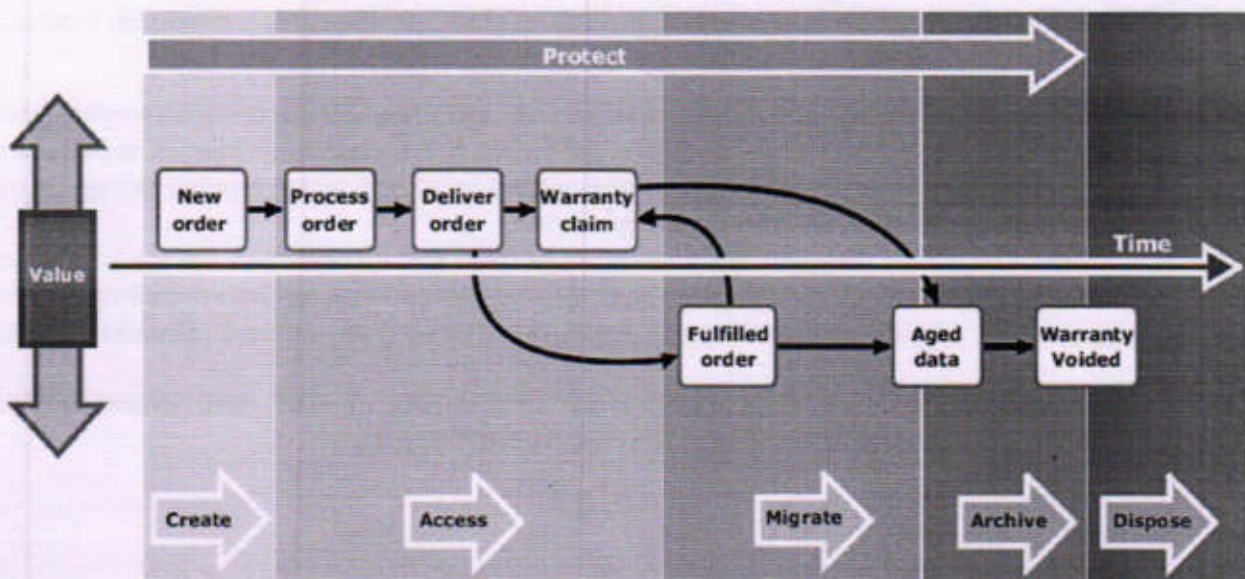 Protect
New
order
Process
order
Deliver
order
Warranty
claim
Time
Value
Fulfilled
order
Aged
data
Warranty
Voided
Create
Access
Migrate
Archive
Dispose